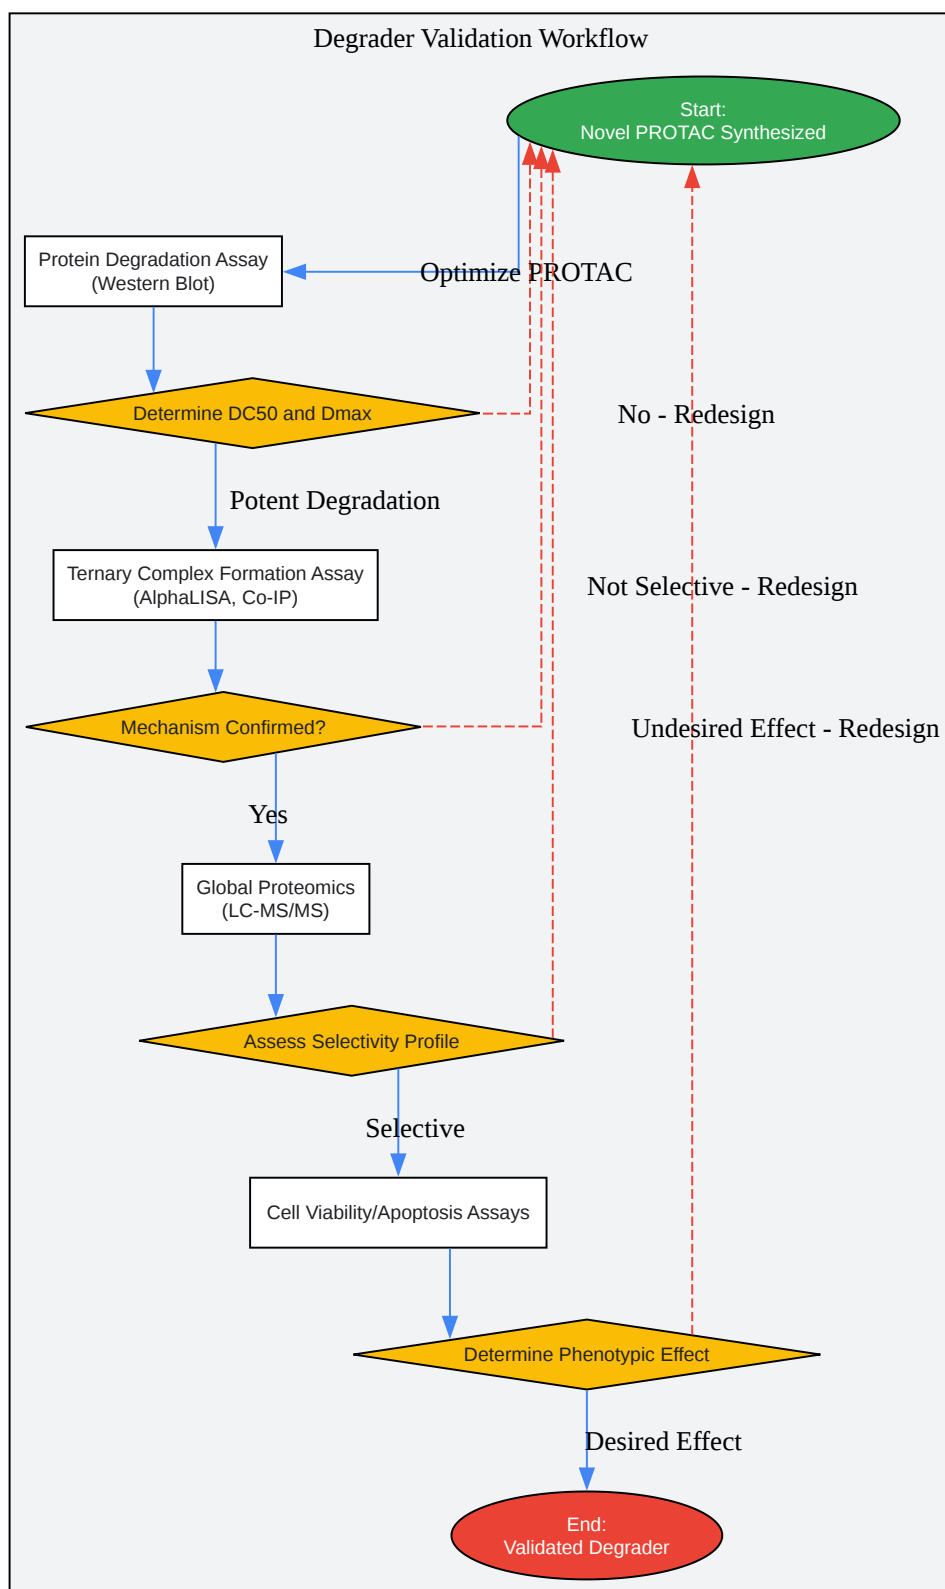 Degrader Validation Workflow
Start:
Novel PROTAC Synthesized
Protein Degradation Assay
(Western Blot)
Optimize PROTAC
Determine DC50 and Dmax
No - Redesign
Potent Degradation
Ternary Complex Formation Assay
(AlphaLISA, Co-IP)
Not Selective - Redesign
Mechanism Confirmed?
Undesired Effect - Redesign
Yes
Global Proteomics
(LC-MS/MS)
Assess Selectivity Profile
Selective
Cell Viability/Apoptosis Assays
Determine Phenotypic Effect
Desired Effect
End:
Validated Degrader